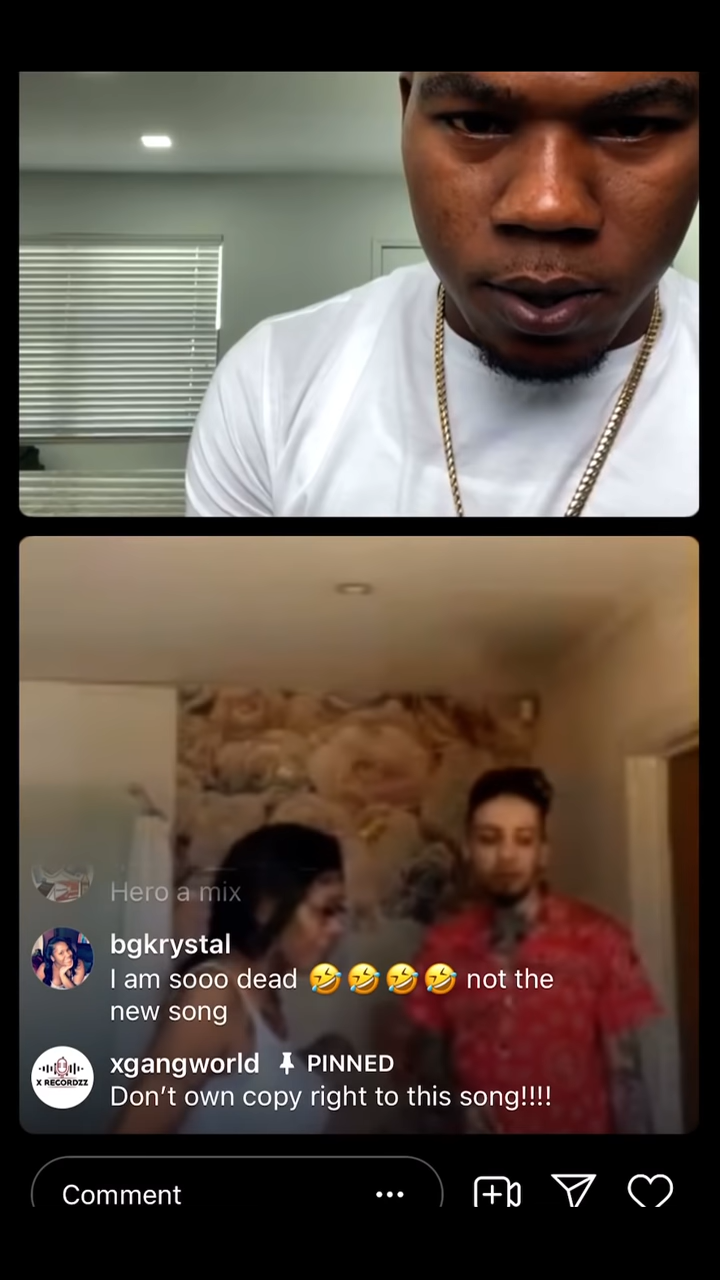 Hero a mix
bgkrystal
I am sooo dead 🤣🤣🤣🤣 not the
new song
X RECORDZZ
xgangworld 📌 PINNED
Don’t own copy right to this song!!!!
Comment